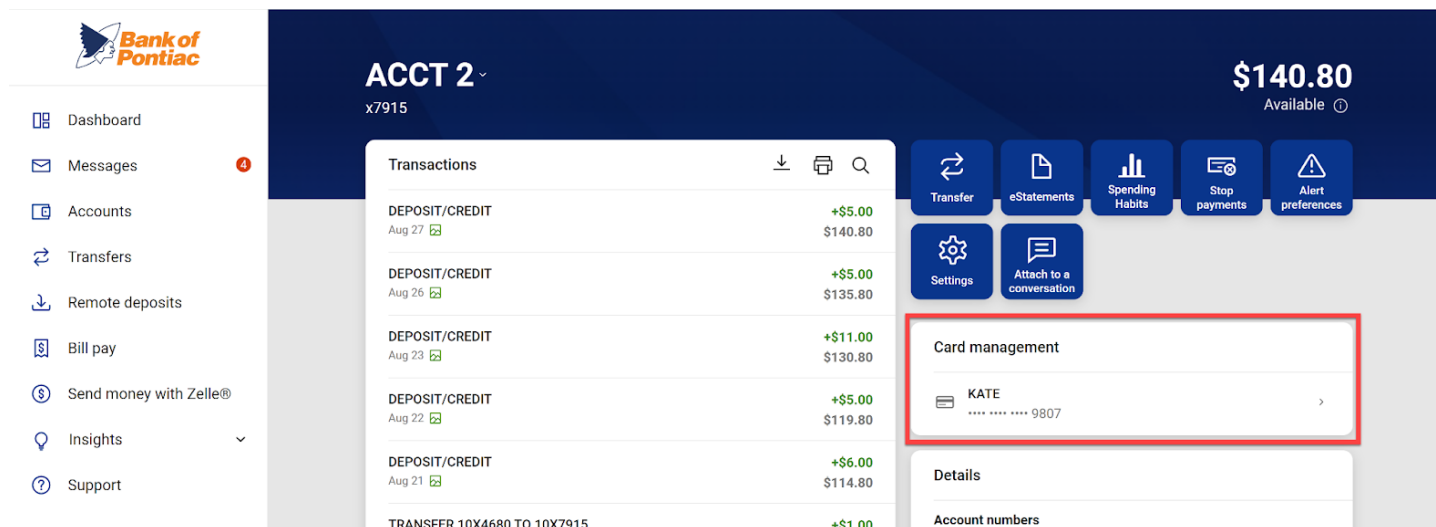 Bank of
Pontiac
Dashboard
Messages
4
Accounts
Transfers
Remote deposits
Bill pay
Send money with Zelle®
Insights
Support
ACCT 2
x7915
$140.80
Available
Transactions
DEPOSIT/CREDIT
+$5.00
Aug 27
$140.80
DEPOSIT/CREDIT
+$5.00
Aug 26
$135.80
DEPOSIT/CREDIT
+$11.00
Aug 23
$130.80
DEPOSIT/CREDIT
+$5.00
Aug 22
$119.80
DEPOSIT/CREDIT
+$6.00
Aug 21
$114.80
TRANSFER 10X4680 TO 10X7915
+$1.00
Transfer
eStatements
Spending
Habits
Stop
payments
Alert
preferences
Settings
Attach to a
conversation
Card management
KATE
•••• •••• •••• 9807
Details
Account numbers